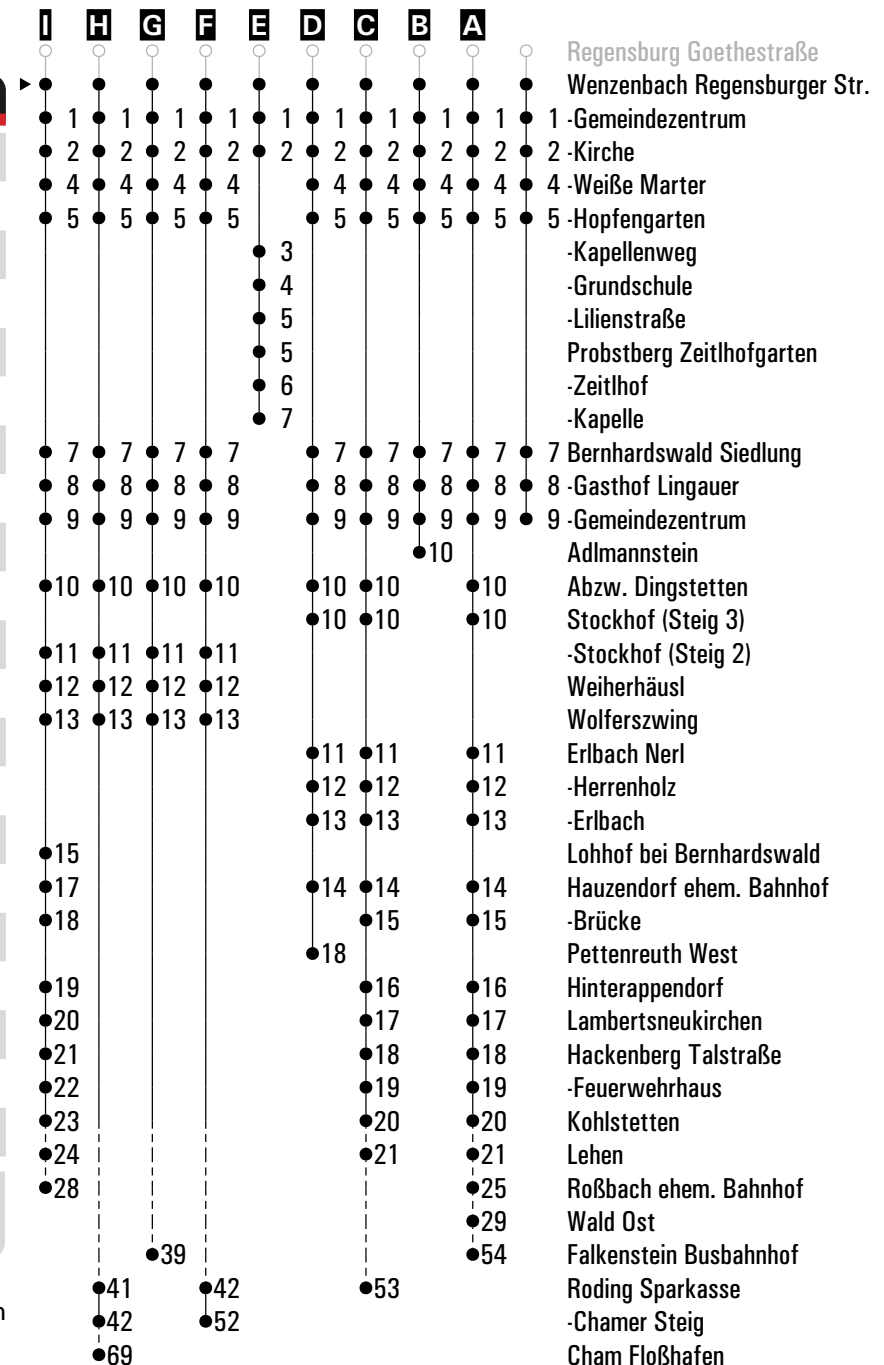 I H G F E D C B A
Regensburg Goethestraße
Wenzenbach Regensburger Str.
1 1 1 1 1 1 1 1 1 1 -Gemeindezentrum
2 2 2 2 2 2 2 2 2 2 -Kirche
4 4 4 4 4 4 4 4 4 -Weiße Marter
5 5 5 5 5 5 5 5 5 -Hopfengarten
3 -Kapellenweg
4 -Grundschule
5 -Lilienstraße
5 Probstberg Zeitlhofgarten
6 -Zeitlhof
7 -Kapelle
7 7 7 7 7 7 7 7 7 Bernhardswald Siedlung
8 8 8 8 8 8 8 8 8 -Gasthof Lingauer
9 9 9 9 9 9 9 9 9 -Gemeindezentrum
10 Adlmannstein
10 10 10 10 10 10 10 Abzw. Dingstetten
10 10 10 Stockhof (Steig 3)
11 11 11 11 -Stockhof (Steig 2)
12 12 12 12 Weiherhäusl
13 13 13 13 Wolferszwing
11 11 11 Erlbach Nerl
12 12 12 -Herrenholz
13 13 13 -Erlbach
15 Lohhof bei Bernhardswald
17 14 14 14 Hauzendorf ehem. Bahnhof
18 15 15 -Brücke
18 Pettenreuth West
19 16 16 Hinterappendorf
20 17 17 Lambertsneukirchen
21 18 18 Hackenberg Talstraße
22 19 19 -Feuerwehrhaus
23 20 20 Kohlstetten
24 21 21 Lehen
28 25 Roßbach ehem. Bahnhof
29 Wald Ost
39 54 Falkenstein Busbahnhof
41 42 53 Roding Sparkasse
n 42 52 -Chamer Steig
69 Cham Floßhafen